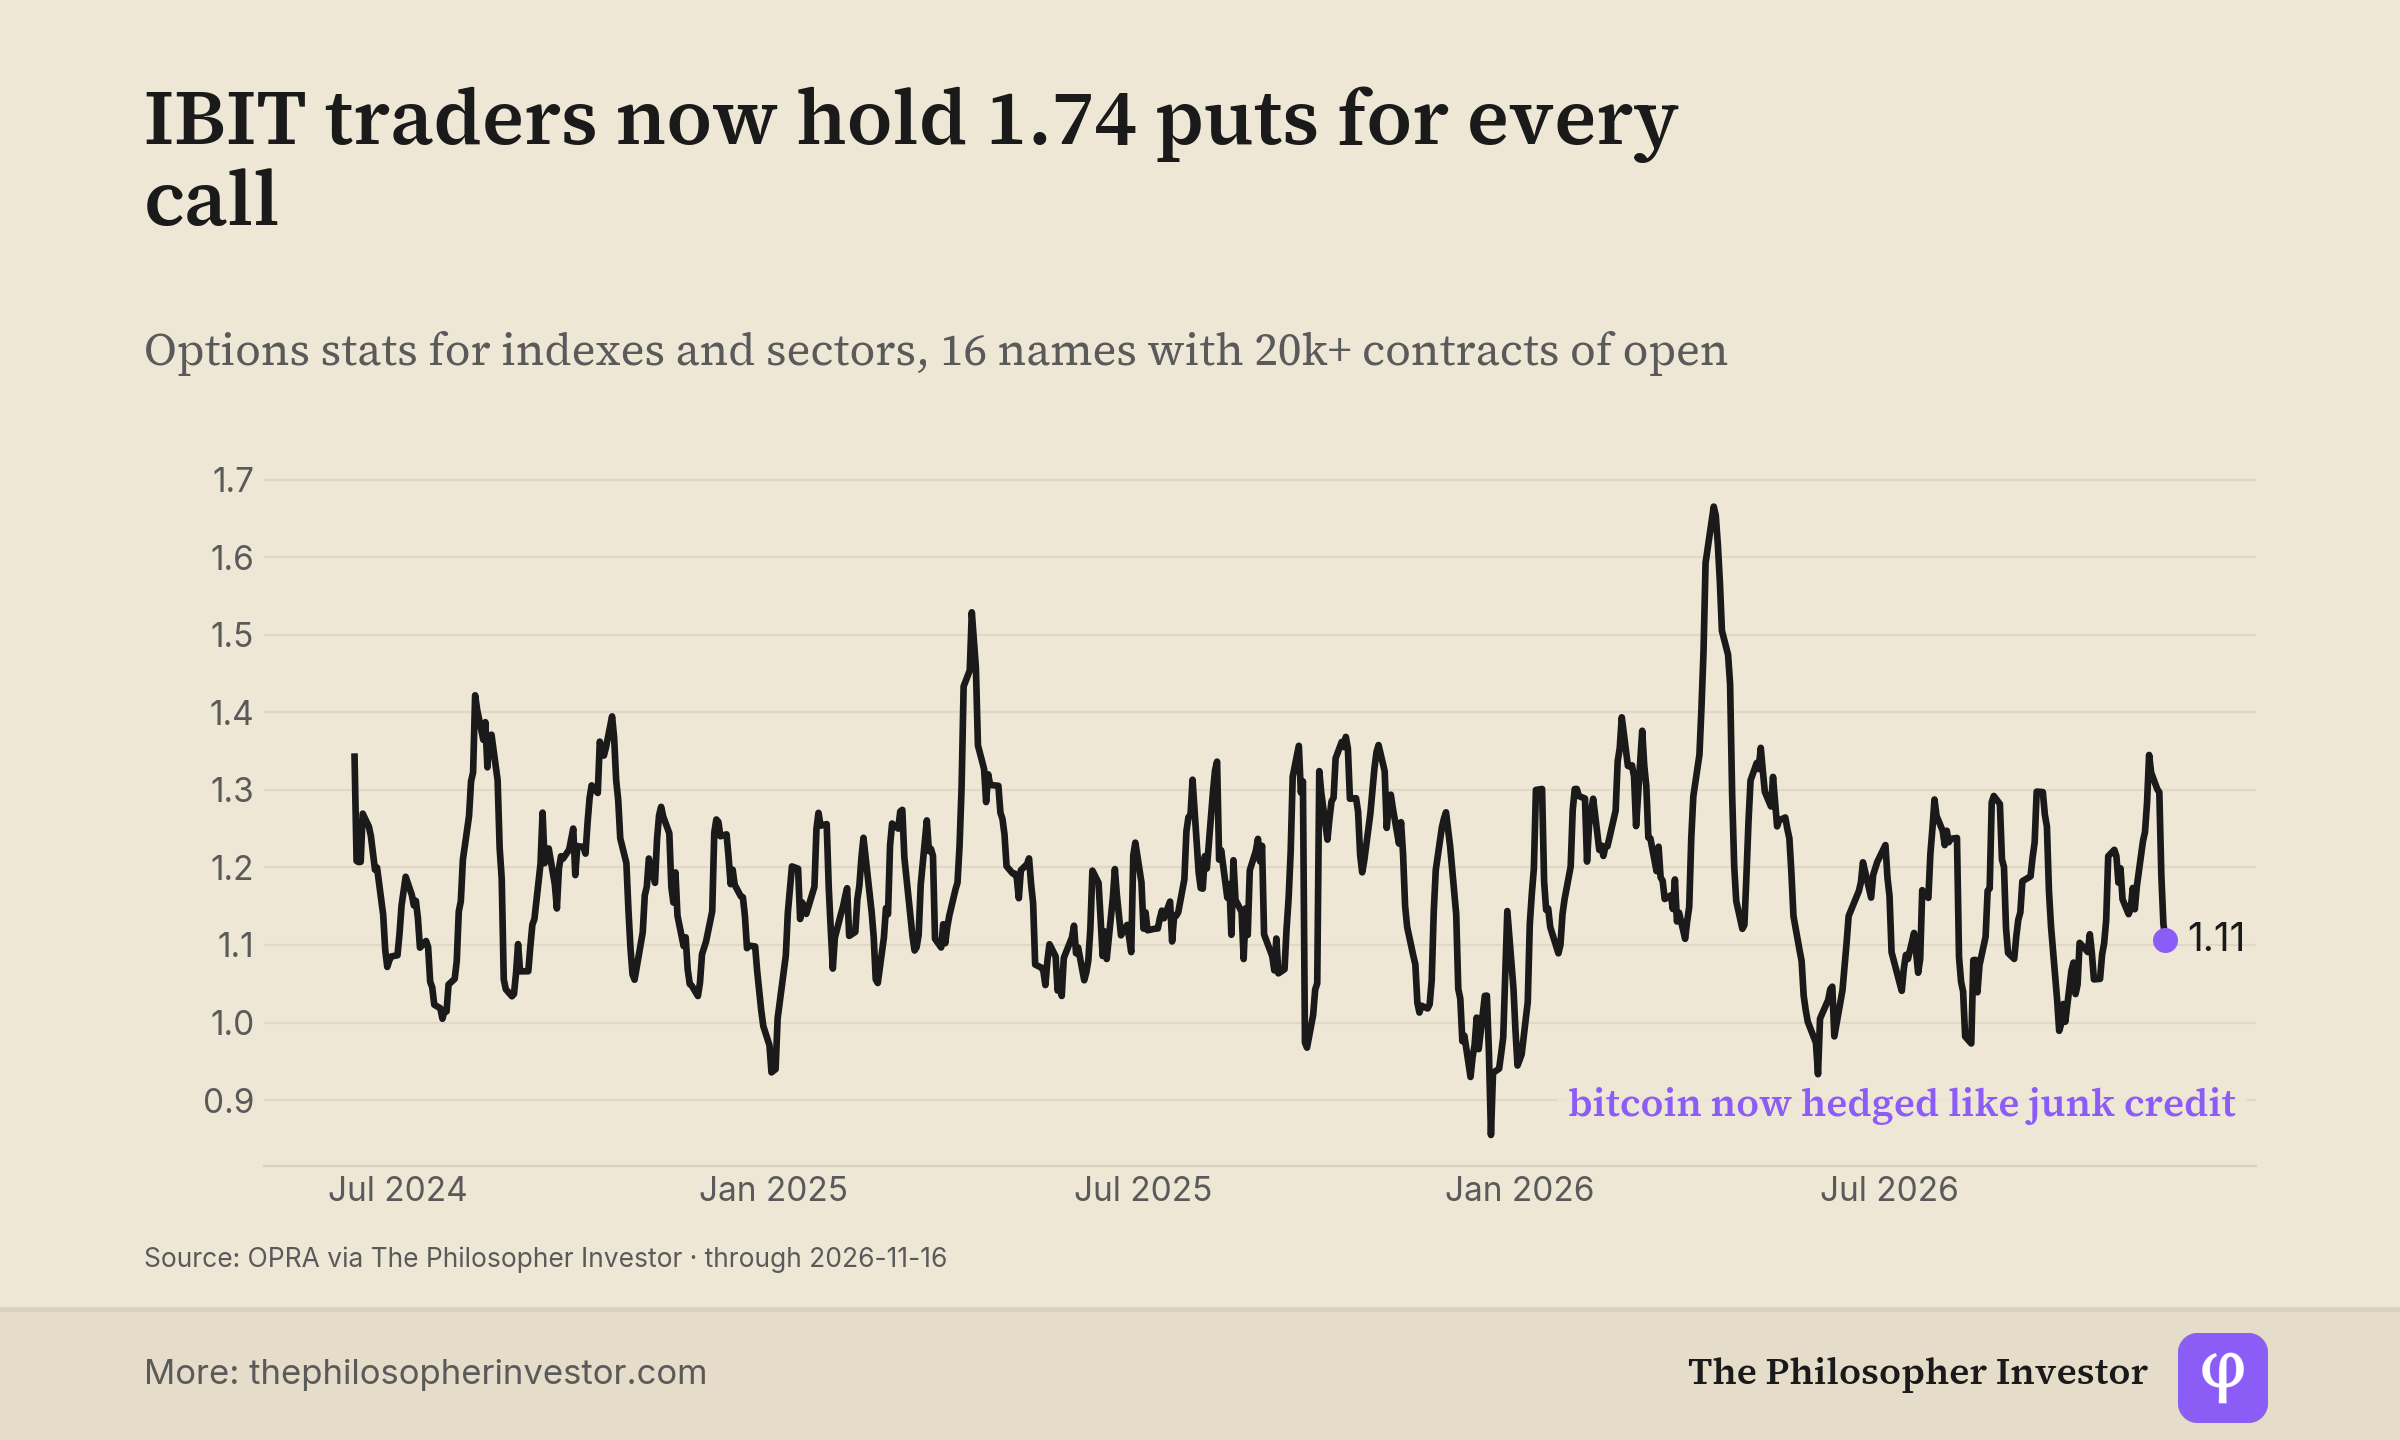 IBIT traders now hold 1.74 puts for every
call
Options stats for indexes and sectors, 16 names with 20k+ contracts of open
1.7
1.6
1.5
1.4
1.3
1.2
1.1
1.0
0.9
1.11
bitcoin now hedged like junk credit
Jul 2024 Jan 2025 Jul 2025 Jan 2026 Jul 2026
Source: OPRA via The Philosopher Investor · through 2026-11-16
More: thephilosopherinvestor.com
The Philosopher Investor φ